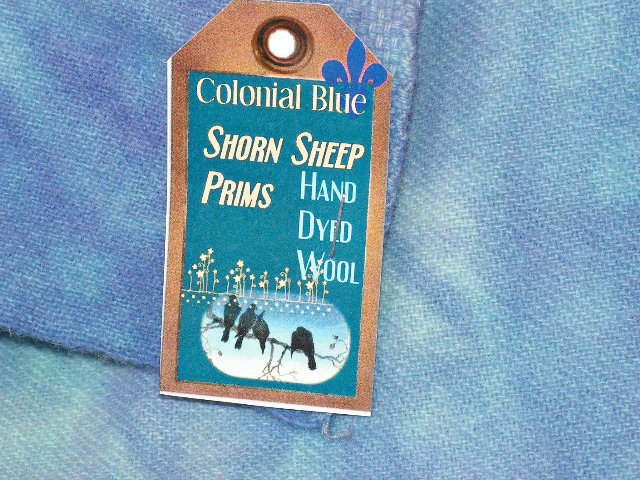 Colonial Blue
Shorn Sheep
Prims
Hand
Dyed
Wool